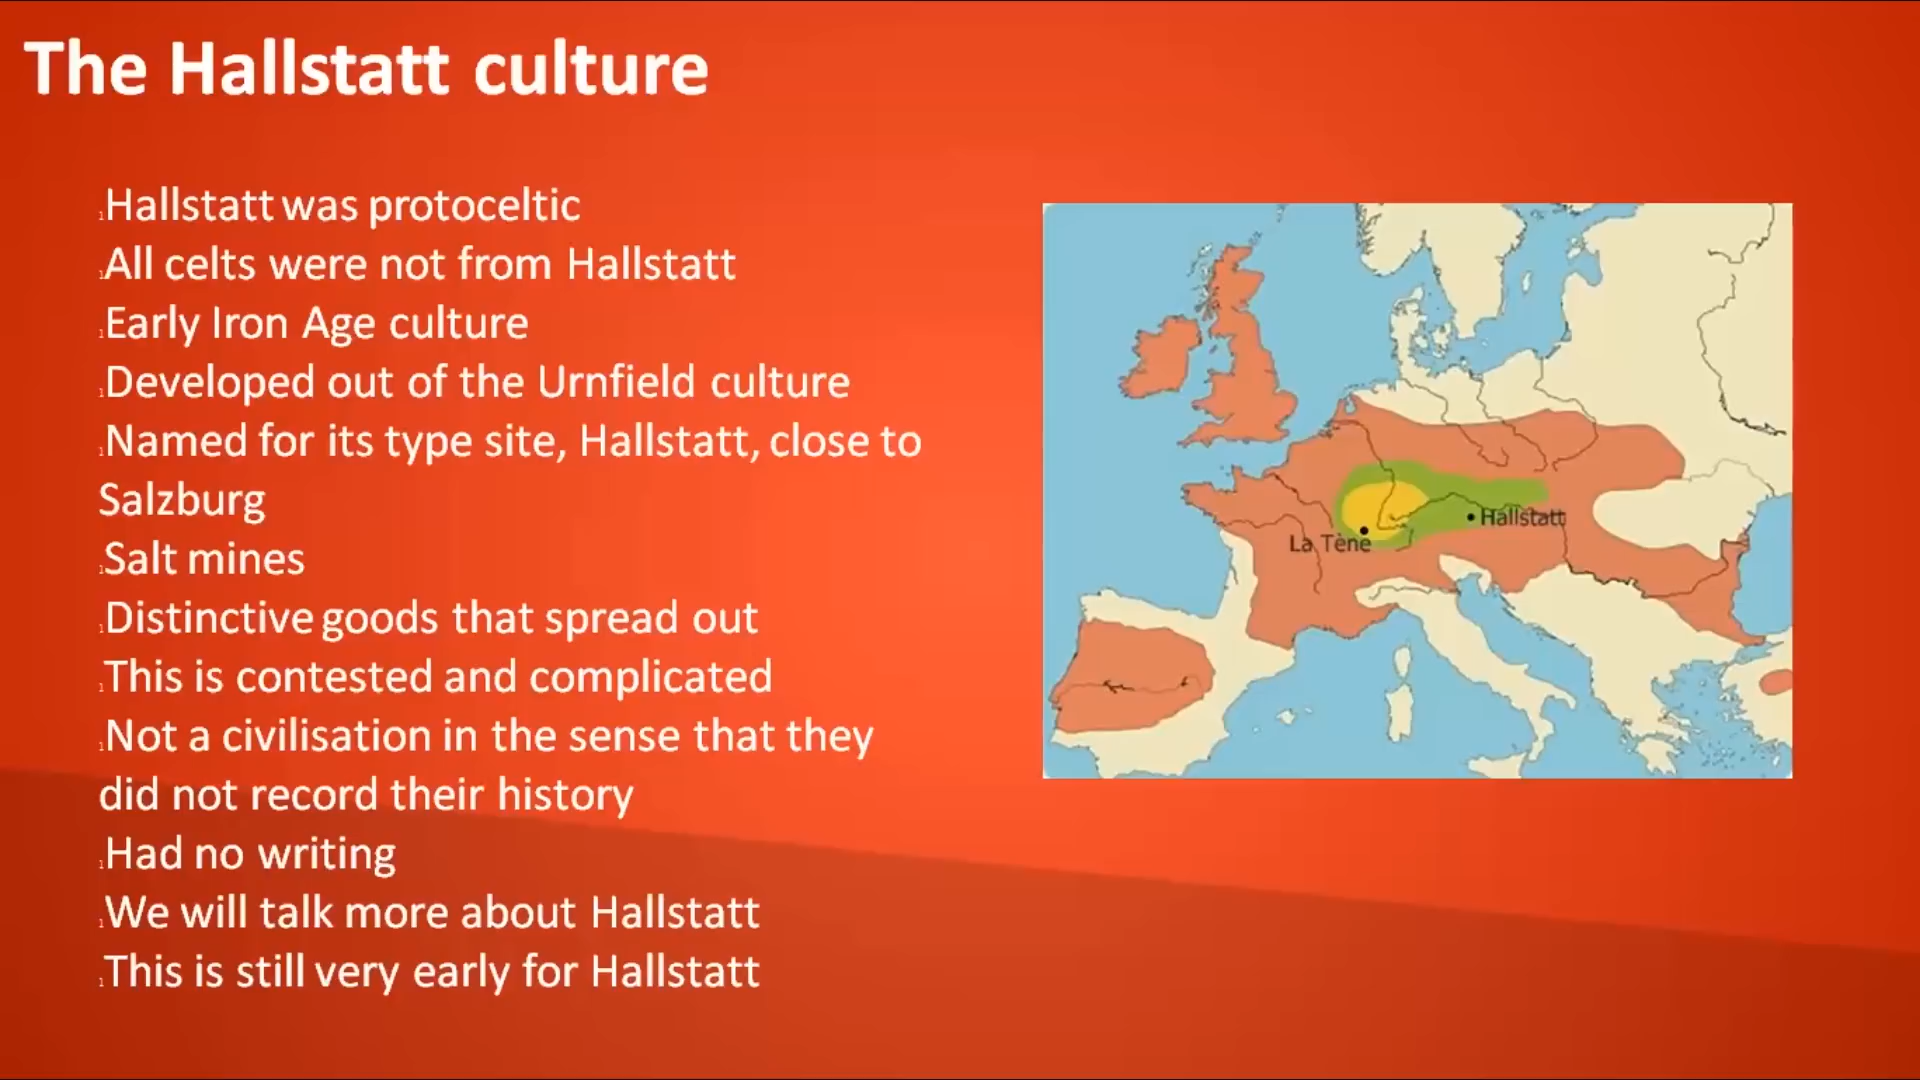 The Hallstatt culture
Hallstatt was protoceltic
All celts were not from Hallstatt
Early Iron Age culture
Developed out of the Urnfield culture
Named for its type site, Hallstatt, close to
Salzburg
Salt mines
Distinctive goods that spread out
This is contested and complicated
Not a civilisation in the sense that they
did not record their history
Had no writing
We will talk more about Hallstatt
This is still very early for Hallstatt
Hallstatt
La Tène